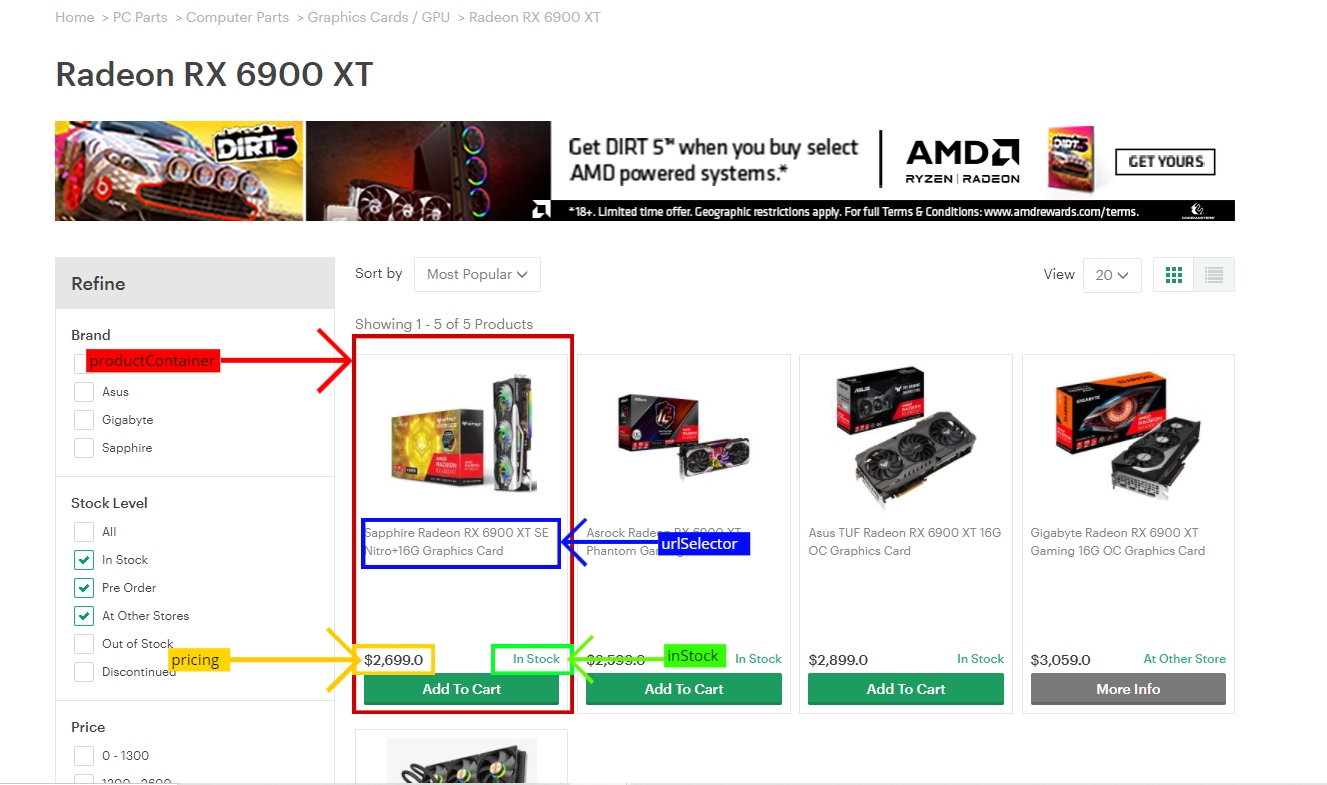 Home > PC Parts > Computer Parts > Graphics Cards / GPU > Radeon RX 6900 XT
Radeon RX 6900 XT
DIRT 5
Get DIRT 5™ when you buy select
AMD powered systems.*
AMD
RYZEN | RADEON
DIRT5
GET YOURS
*18+. Limited time offer. Geographic restrictions apply. For full Terms & Conditions: www.amdrewards.com/terms.
CODEMASTERS
Refine
Sort by
Most Popular
View
20
Showing 1 - 5 of 5 Products
Brand
productContainer
Asus
Gigabyte
Sapphire
Stock Level
All
In Stock
Pre Order
At Other Stores
Out of Stock
Discontinued
Price
0 - 1300
1300 - 2600
Sapphire Radeon RX 6900 XT SE
Nitro+16G Graphics Card
urlSelector
pricing
$2,699.0
In Stock
inStock
Add To Cart
Asrock Radeon RX 6900 XT
Phantom
$2,599.0
In Stock
Add To Cart
ASUS
RADEON
Asus TUF Radeon RX 6900 XT 16G
OC Graphics Card
$2,899.0
In Stock
Add To Cart
GIGABYTE
RADEON
Gigabyte Radeon RX 6900 XT
Gaming 16G OC Graphics Card
$3,059.0
At Other Store
More Info